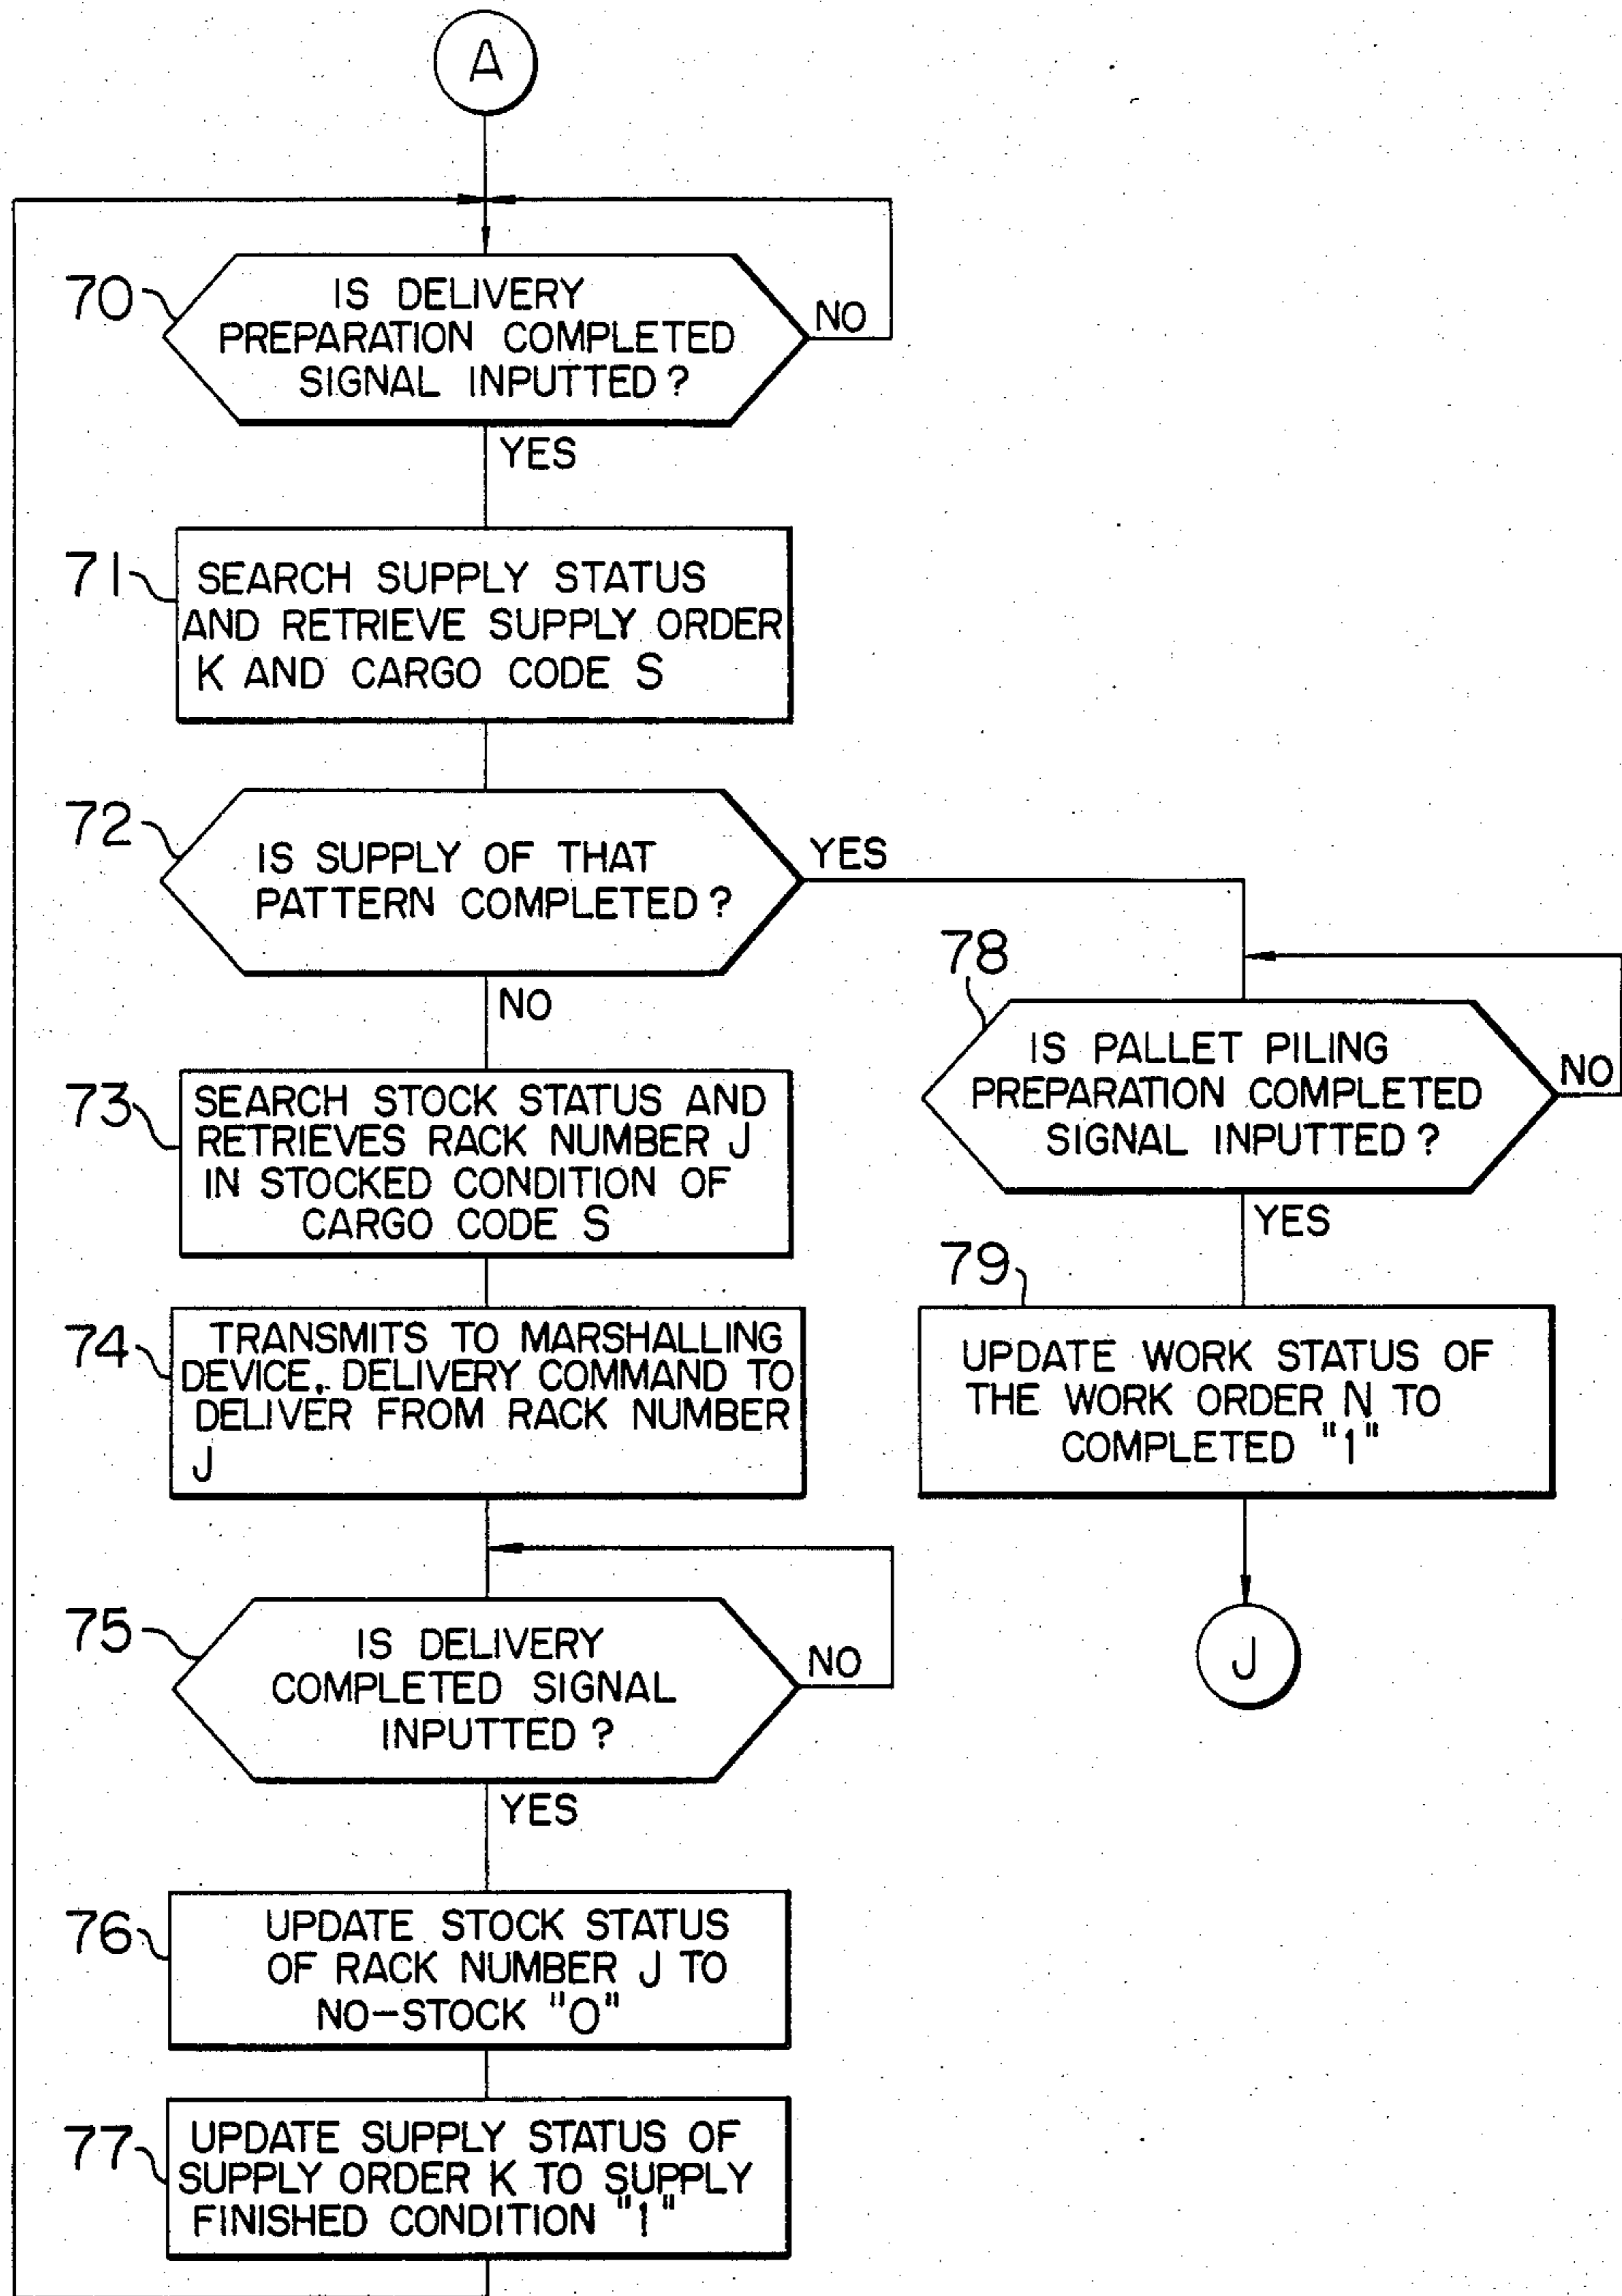 A
70
IS DELIVERY
PREPARATION COMPLETED
SIGNAL INPUTTED?
NO
YES
71
SEARCH SUPPLY STATUS
AND RETRIEVE SUPPLY ORDER
K AND CARGO CODE S
72
IS SUPPLY OF THAT
PATTERN COMPLETED?
YES
NO
73
SEARCH STOCK STATUS AND
RETRIEVES RACK NUMBER J
IN STOCKED CONDITION OF
CARGO CODE S
74
TRANSMITS TO MARSHALLING
DEVICE, DELIVERY COMMAND TO
DELIVER FROM RACK NUMBER
J
75
IS DELIVERY
COMPLETED SIGNAL
INPUTTED?
NO
YES
76
UPDATE STOCK STATUS
OF RACK NUMBER J TO
NO-STOCK "O"
77
UPDATE SUPPLY STATUS OF
SUPPLY ORDER K TO SUPPLY
FINISHED CONDITION "1"
78
IS PALLET PILING
PREPARATION COMPLETED
SIGNAL INPUTTED?
NO
YES
79
UPDATE WORK STATUS OF
THE WORK ORDER N TO
COMPLETED "1"
J